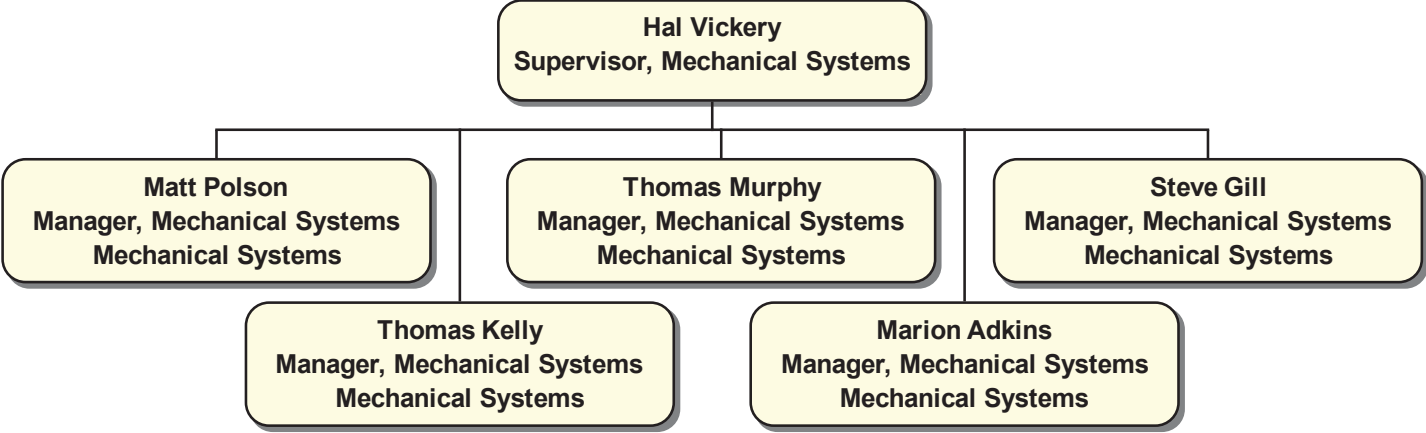 Hal Vickery
Supervisor, Mechanical Systems
Matt Polson
Manager, Mechanical Systems
Mechanical Systems
Thomas Murphy
Manager, Mechanical Systems
Mechanical Systems
Steve Gill
Manager, Mechanical Systems
Mechanical Systems
Thomas Kelly
Manager, Mechanical Systems
Mechanical Systems
Marion Adkins
Manager, Mechanical Systems
Mechanical Systems